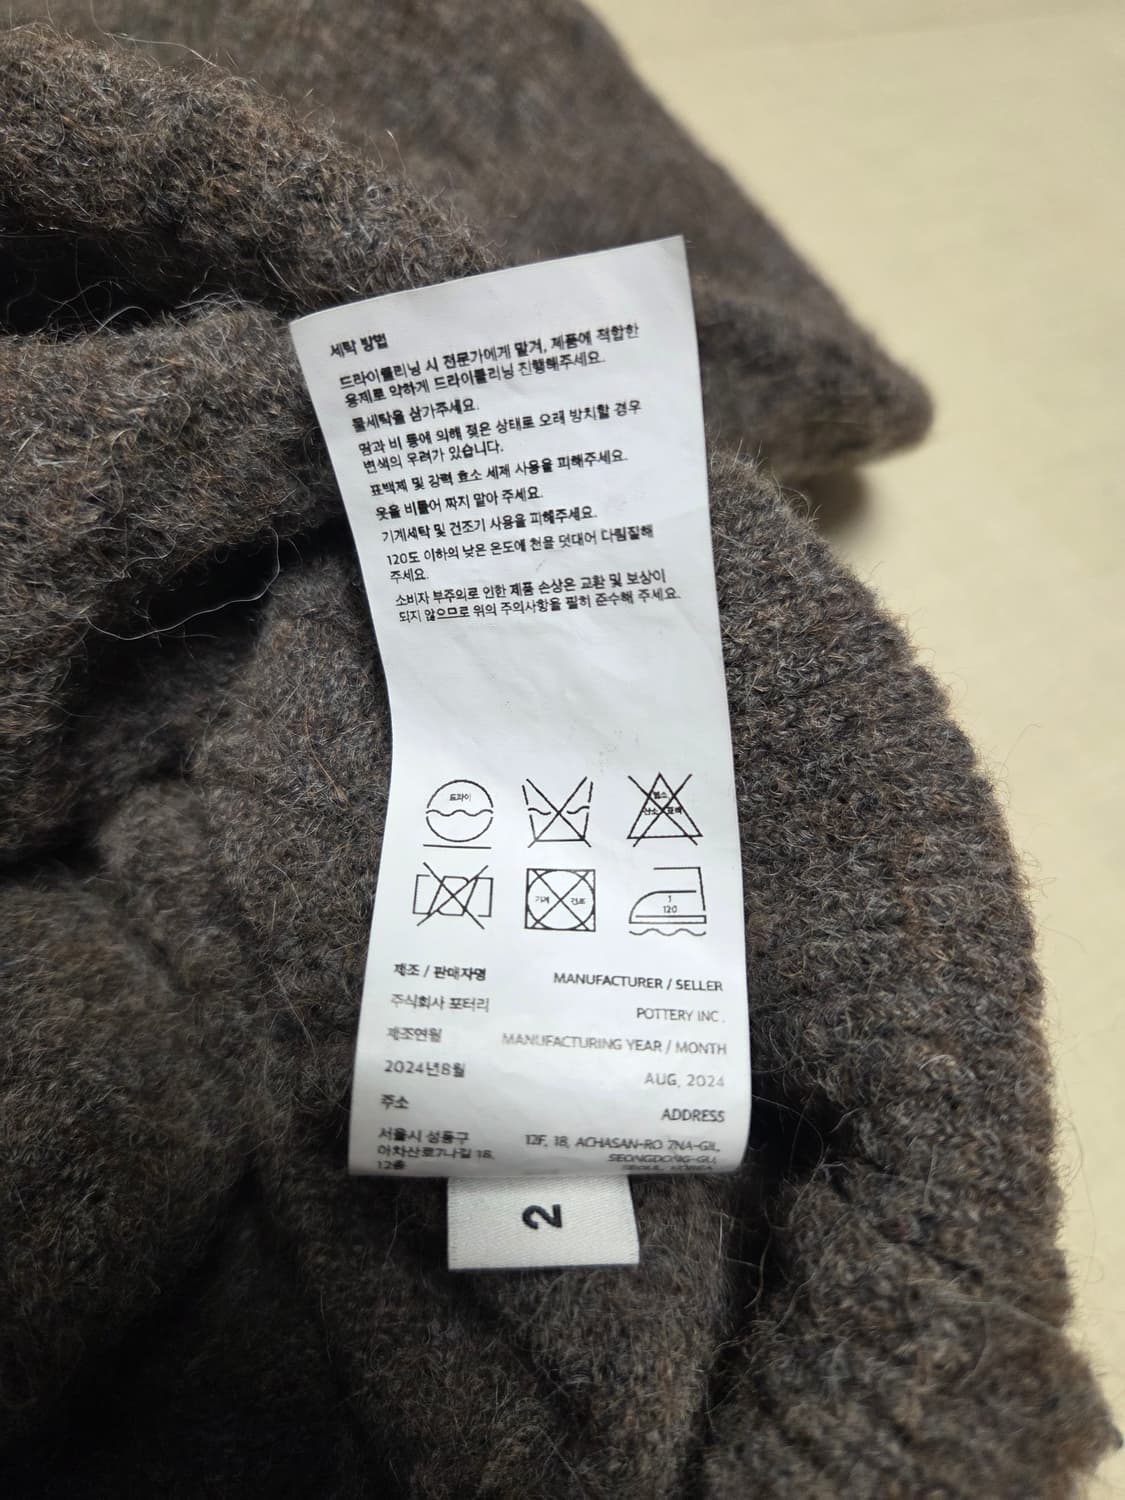 세탁 방법
드라이클리닝 시 전문가에게 맡겨, 제품에 적합한
용제로 약하게 드라이클리닝 진행해주세요.
물세탁을 삼가주세요.
땀과 비 등에 의해 젖은 상태로 오래 방치할 경우
변색의 우려가 있습니다.
표백제 및 강력 효소 세제 사용을 피해주세요.
옷을 비틀어 짜지 말아 주세요.
기계세탁 및 건조기 사용을 피해주세요.
120도 이하의 낮은 온도에 천을 덧대어 다림질해
주세요.
소비자 부주의로 인한 제품 손상은 교환 및 보상이
되지 않으므로 위의 주의사항을 필히 준수해 주세요.
드라이
염소
산소 표백
기계 건조
1
120
제조 / 판매자명 MANUFACTURER / SELLER
주식회사 포터리 POTTERY INC.
제조연월 MANUFACTURING YEAR / MONTH
2024년8월 AUG, 2024
주소 ADDRESS
서울시 성동구 12F, 18, ACHASAN-RO 7NA-GIL,
아차산로7나길 18, SEONGDONG-GU,
12층 SEOUL, KOREA
2